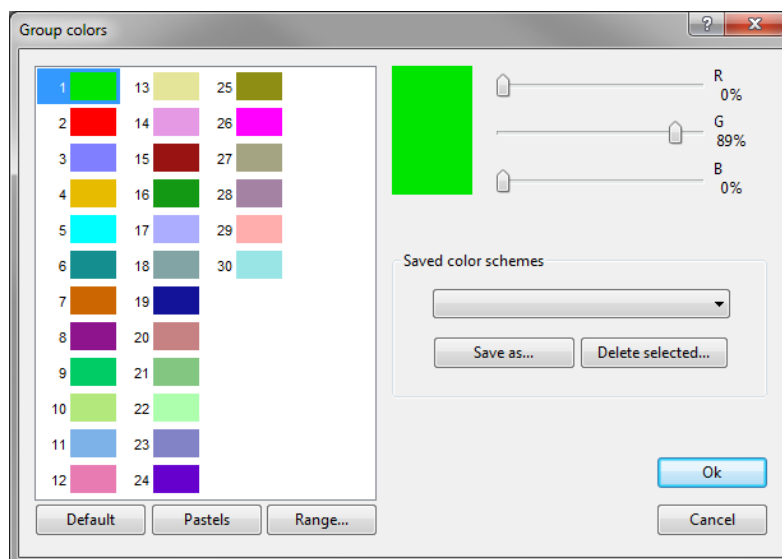 Group colors
1 13 25
2 14 26
3 15 27
4 16 28
5 17 29
6 18 30
7 19
8 20
9 21
10 22
11 23
12 24
Default Pastels Range...
R
0%
G
89%
B
0%
Saved color schemes
Save as... Delete selected...
Ok
Cancel